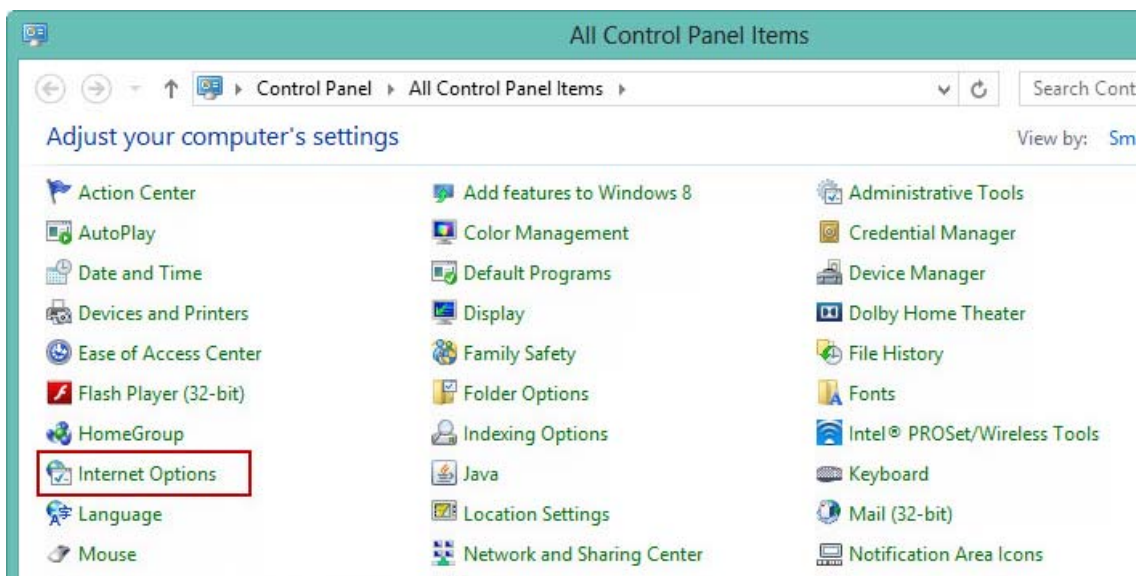 All Control Panel Items
Control Panel All Control Panel Items Search Cont
Adjust your computer's settings View by: Sm
Action Center Add features to Windows 8 Administrative Tools
AutoPlay Color Management Credential Manager
Date and Time Default Programs Device Manager
Devices and Printers Display Dolby Home Theater
Ease of Access Center Family Safety File History
Flash Player (32-bit) Folder Options Fonts
HomeGroup Indexing Options Intel® PROSet/Wireless Tools
Internet Options Java Keyboard
Language Location Settings Mail (32-bit)
Mouse Network and Sharing Center Notification Area Icons